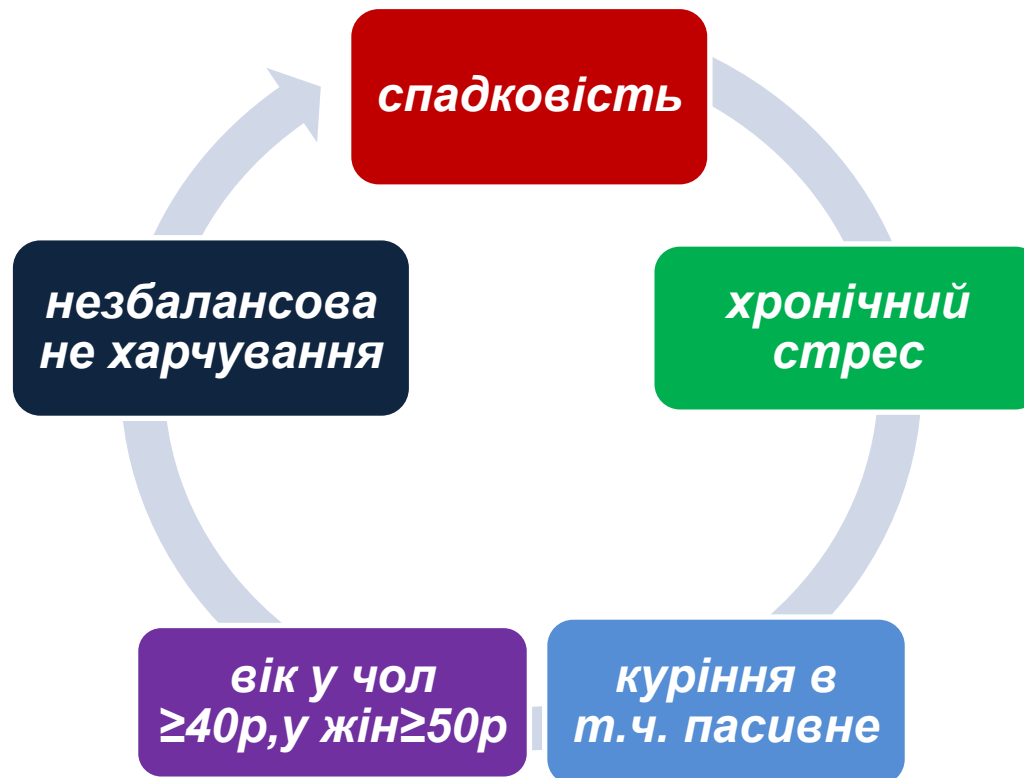 спадковість
хронічний
стрес
куріння в
т.ч. пасивне
вік у чол
≥40р,у жін≥50р
незбалансова
не харчування